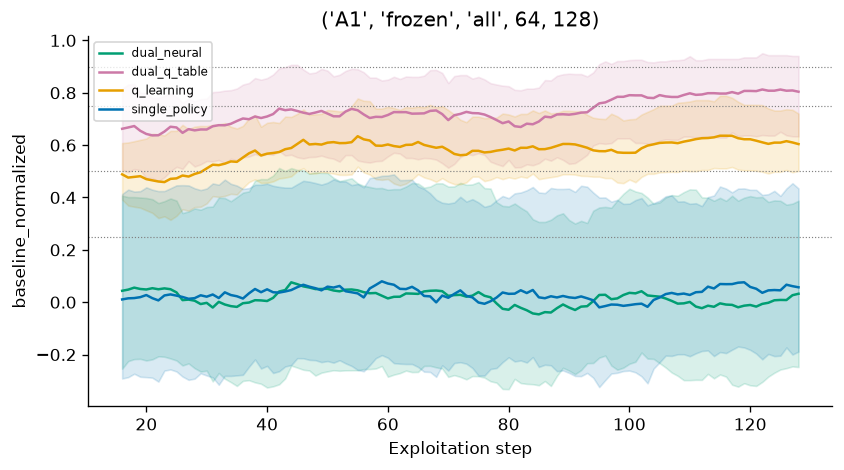 ('A1', 'frozen', 'all', 64, 128)
dual_neural
dual_q_table
q_learning
single_policy
1.0
0.8
0.6
0.4
0.2
0.0
−0.2
baseline_normalized
20 40 60 80 100 120
Exploitation step